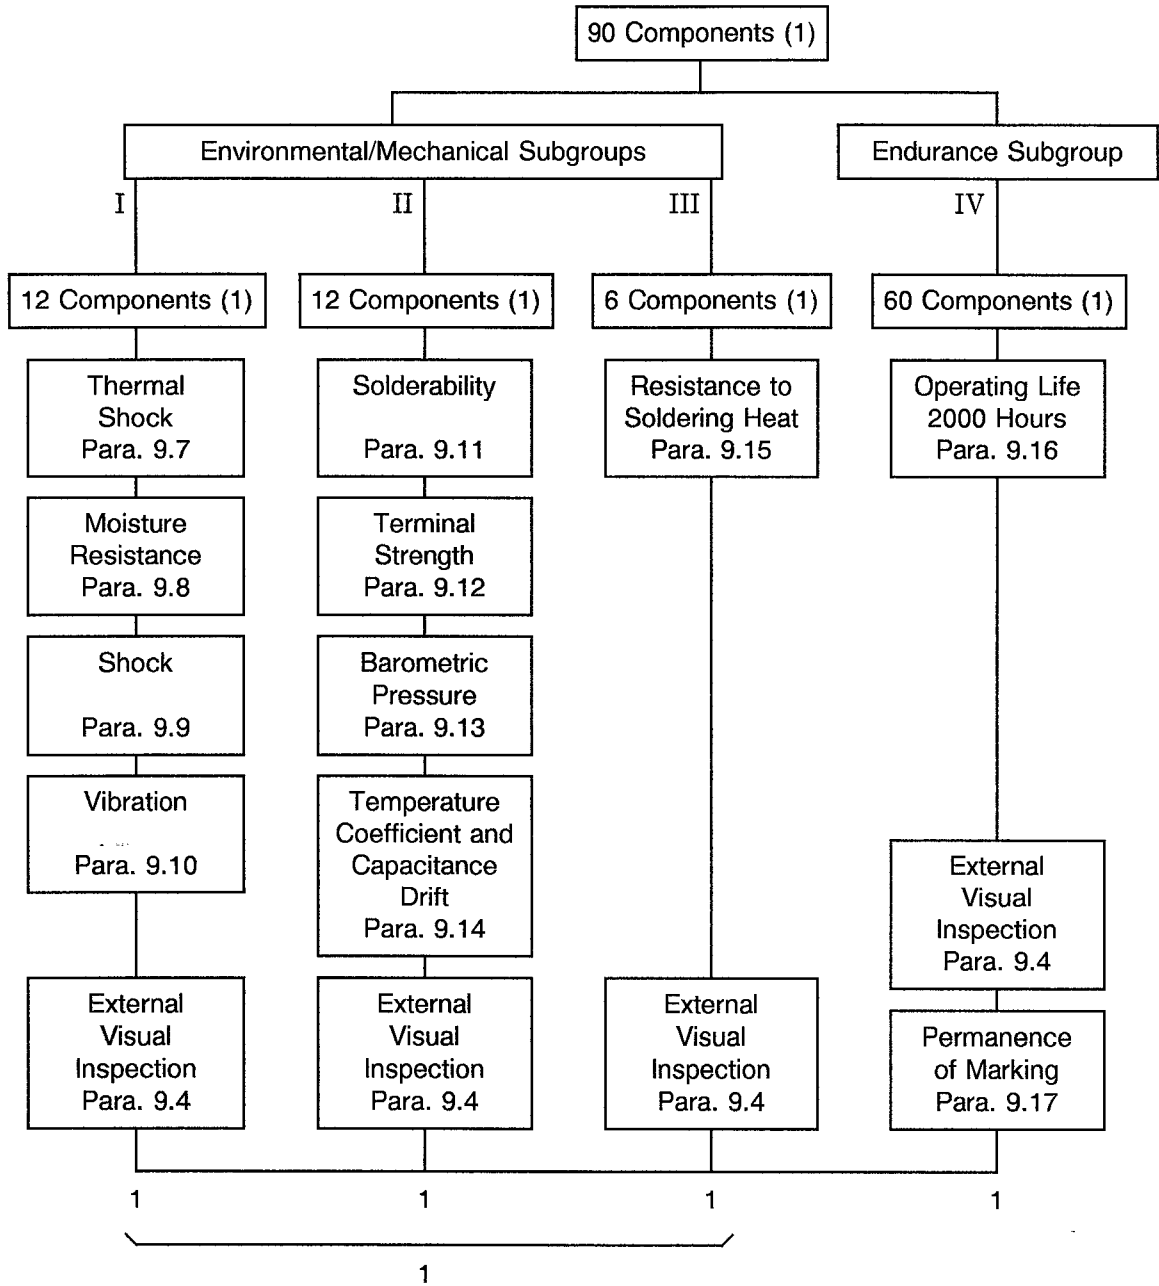 90 Components (1)
Environmental/Mechanical Subgroups
Endurance Subgroup
I
II
III
IV
12 Components (1)
12 Components (1)
6 Components (1)
60 Components (1)
Thermal
Shock
Para. 9.7
Solderability
Para. 9.11
Resistance to
Soldering Heat
Para. 9.15
Operating Life
2000 Hours
Para. 9.16
Moisture
Resistance
Para. 9.8
Terminal
Strength
Para. 9.12
Shock
Para. 9.9
Barometric
Pressure
Para. 9.13
Vibration
Para. 9.10
Temperature
Coefficient and
Capacitance
Drift
Para. 9.14
External
Visual
Inspection
Para. 9.4
External
Visual
Inspection
Para. 9.4
External
Visual
Inspection
Para. 9.4
External
Visual
Inspection
Para. 9.4
Permanence
of Marking
Para. 9.17
1
1
1
1
1